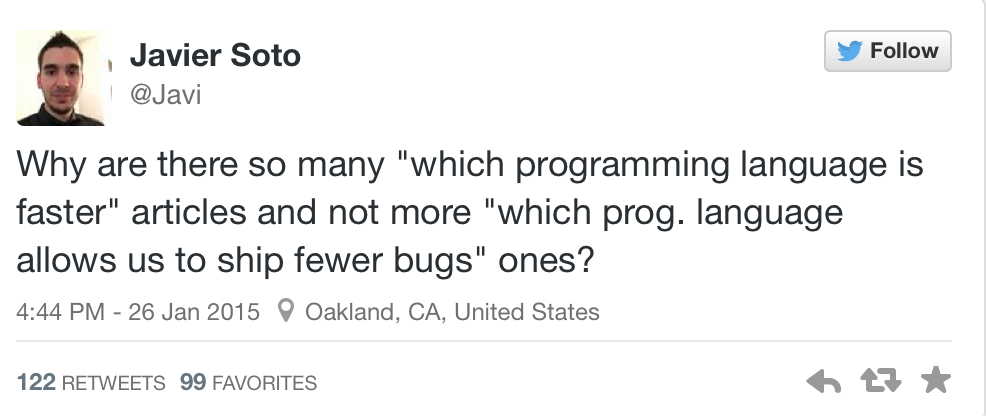 Javier Soto
Follow
@Javi
Why are there so many "which programming language is
faster" articles and not more "which prog. language
allows us to ship fewer bugs" ones?
4:44 PM - 26 Jan 2015 Oakland, CA, United States
122 RETWEETS 99 FAVORITES